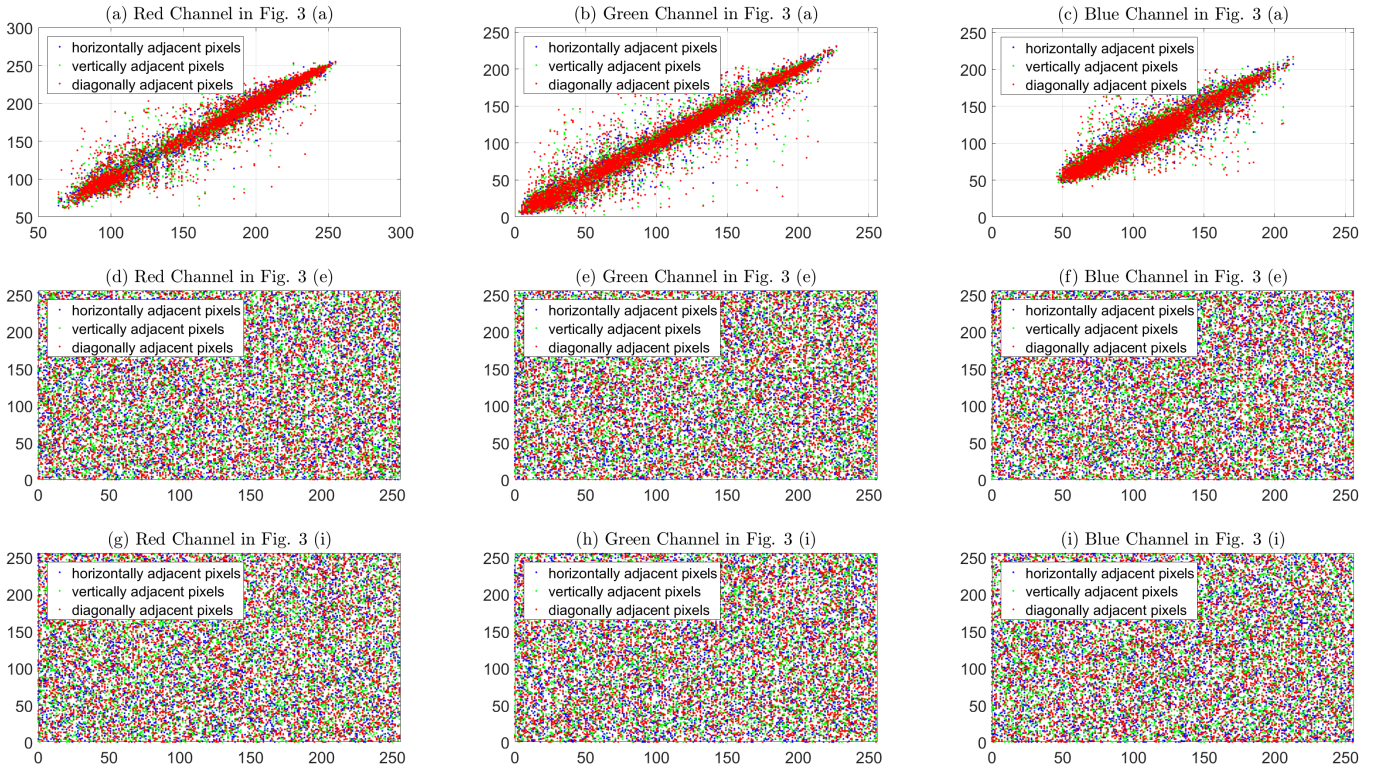 (a) Red Channel in Fig. 3 (a)
300
250
200
150
100
50
50 100 150 200 250 300
horizontally adjacent pixels
vertically adjacent pixels
diagonally adjacent pixels
(b) Green Channel in Fig. 3 (a)
250
200
150
100
50
0
0 50 100 150 200 250
horizontally adjacent pixels
vertically adjacent pixels
diagonally adjacent pixels
(c) Blue Channel in Fig. 3 (a)
250
200
150
100
50
0
0 50 100 150 200 250
horizontally adjacent pixels
vertically adjacent pixels
diagonally adjacent pixels
(d) Red Channel in Fig. 3 (e)
250
200
150
100
50
0
0 50 100 150 200 250
horizontally adjacent pixels
vertically adjacent pixels
diagonally adjacent pixels
(e) Green Channel in Fig. 3 (e)
250
200
150
100
50
0
0 50 100 150 200 250
horizontally adjacent pixels
vertically adjacent pixels
diagonally adjacent pixels
(f) Blue Channel in Fig. 3 (e)
250
200
150
100
50
0
0 50 100 150 200 250
horizontally adjacent pixels
vertically adjacent pixels
diagonally adjacent pixels
(g) Red Channel in Fig. 3 (i)
250
200
150
100
50
0
0 50 100 150 200 250
horizontally adjacent pixels
vertically adjacent pixels
diagonally adjacent pixels
(h) Green Channel in Fig. 3 (i)
250
200
150
100
50
0
0 50 100 150 200 250
horizontally adjacent pixels
vertically adjacent pixels
diagonally adjacent pixels
(i) Blue Channel in Fig. 3 (i)
250
200
150
100
50
0
0 50 100 150 200 250
horizontally adjacent pixels
vertically adjacent pixels
diagonally adjacent pixels